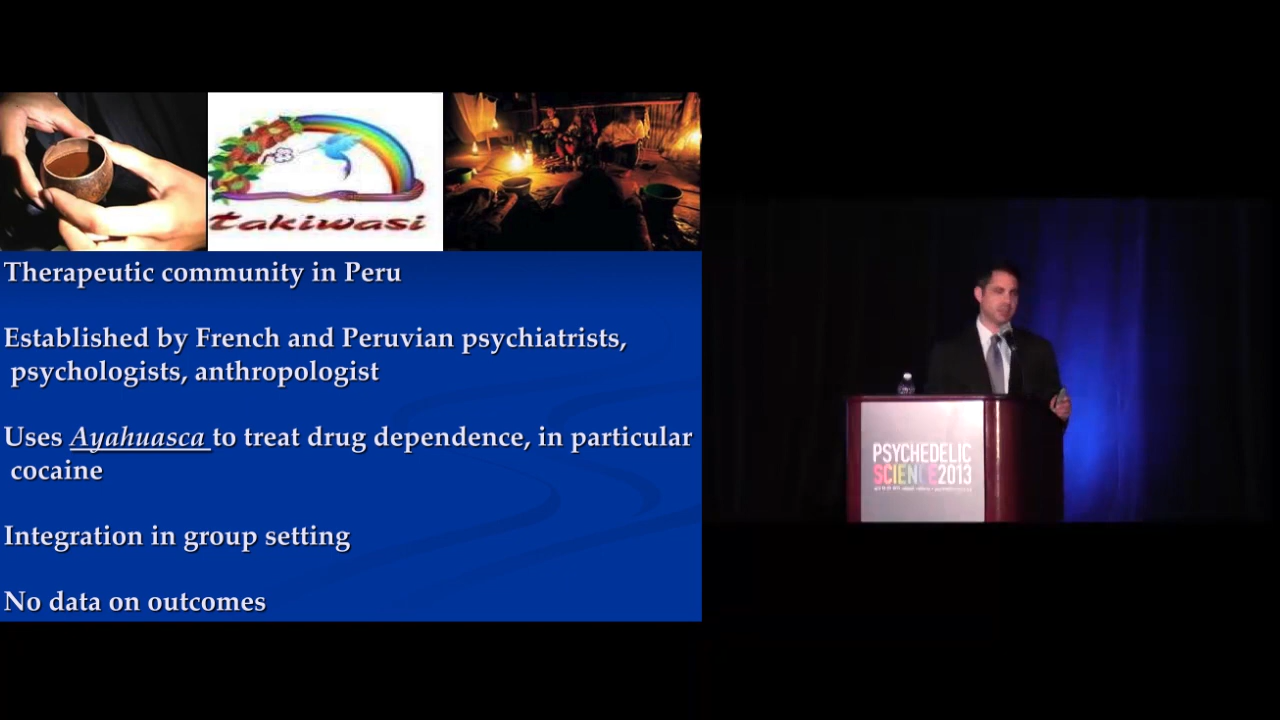 takiwasi
Therapeutic community in Peru
Established by French and Peruvian psychiatrists,
psychologists, anthropologist
Uses Ayahuasca to treat drug dependence, in particular
cocaine
Integration in group setting
No data on outcomes
PSYCHEDELIC
SCIENCE2013